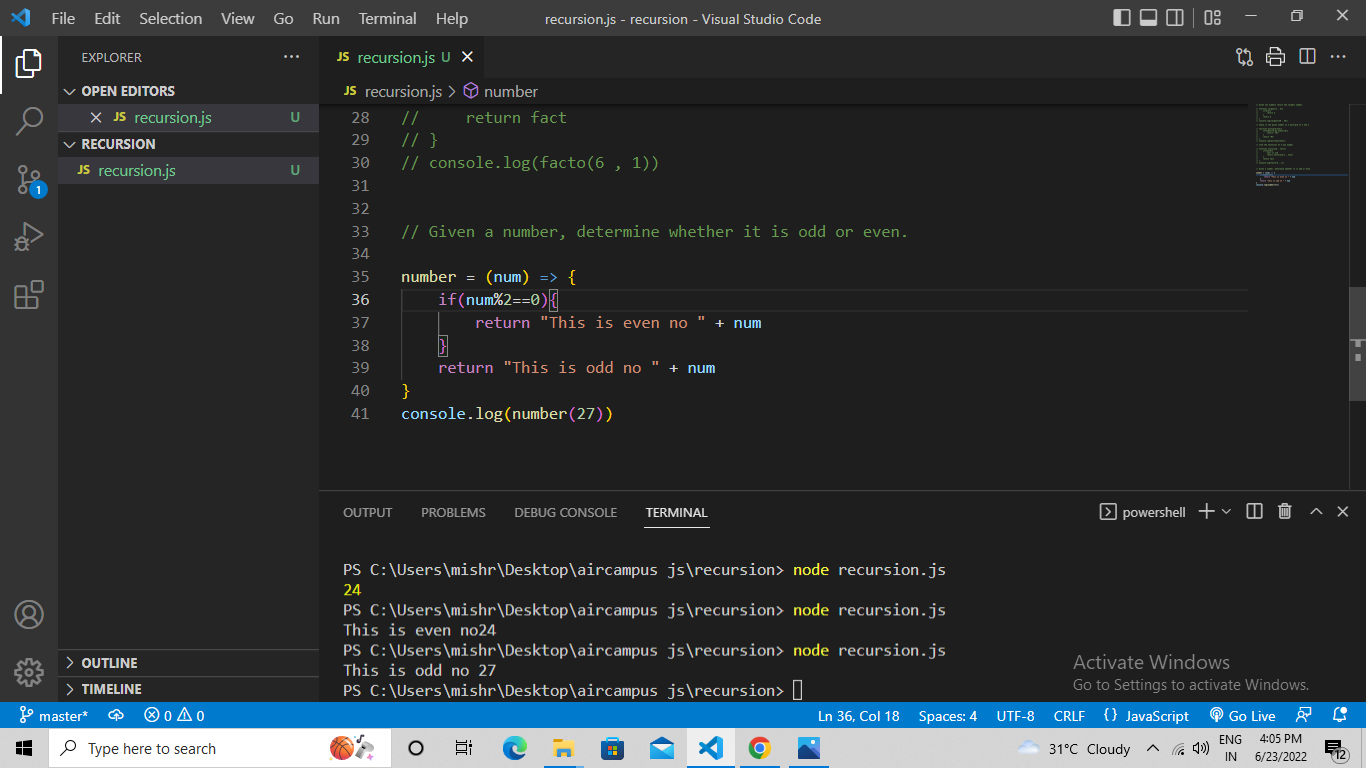 File Edit Selection View Go Run Terminal Help recursion.js - recursion - Visual Studio Code
EXPLORER
OPEN EDITORS
JS recursion.js U
RECURSION
JS recursion.js U
1
OUTLINE
TIMELINE
JS recursion.js U
JS recursion.js > number
28 //     return fact
29 // }
30 // console.log(facto(6 , 1))
31
32
33 // Given a number, determine whether it is odd or even.
34
35 number = (num) => {
36     if(num%2==0){
37         return "This is even no " + num
38     }
39     return "This is odd no " + num
40 }
41 console.log(number(27))
OUTPUT PROBLEMS DEBUG CONSOLE TERMINAL powershell
PS C:\Users\mishr\Desktop\aircampus js\recursion> node recursion.js
24
PS C:\Users\mishr\Desktop\aircampus js\recursion> node recursion.js
This is even no24
PS C:\Users\mishr\Desktop\aircampus js\recursion> node recursion.js
This is odd no 27
PS C:\Users\mishr\Desktop\aircampus js\recursion>
Activate Windows
Go to Settings to activate Windows.
master* 0 0 Ln 36, Col 18 Spaces: 4 UTF-8 CRLF {} JavaScript Go Live
Type here to search 31°C Cloudy ENG IN 4:05 PM 6/23/2022 12